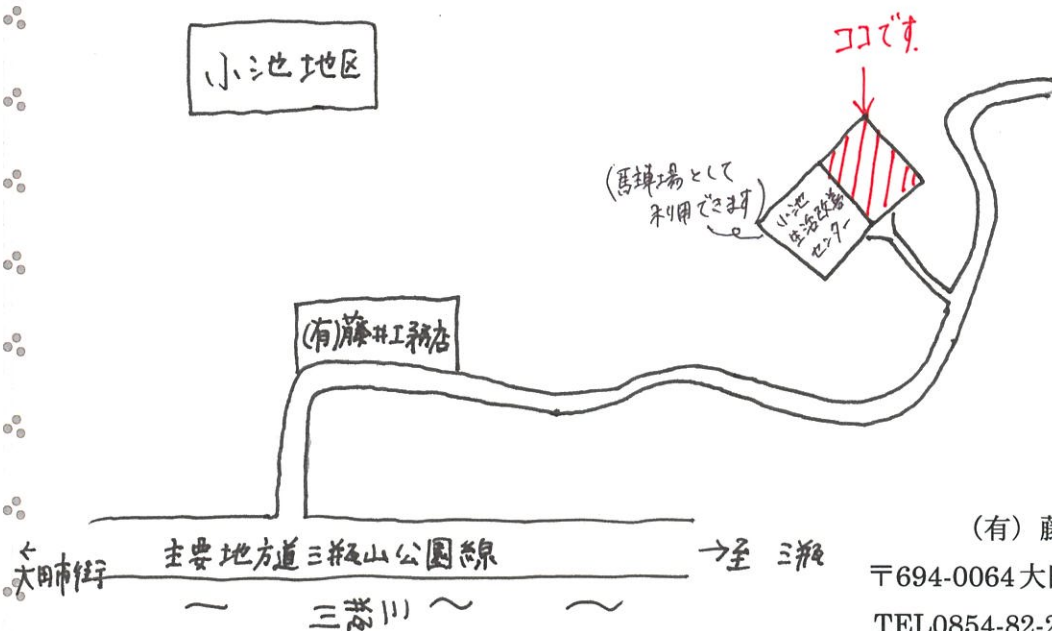 小池地区
ココです.
(駐車場として
利用できます)
小池
生活改善
センター
(有)藤井工務店
主要地方道三瓶山公園線
←
大田市街
→至 三瓶
三瓶川
(有)藤
〒694-0064大田
TEL0854-82-2